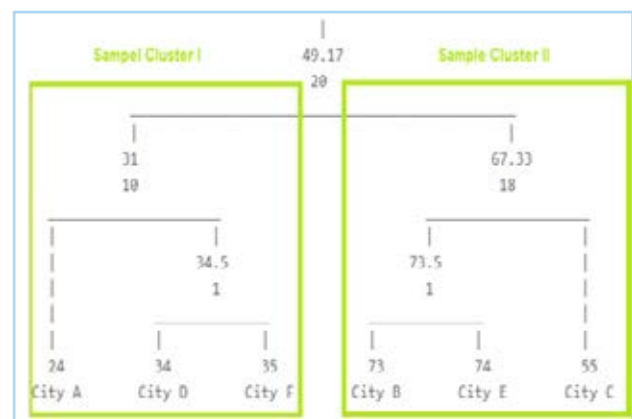 Sampel Cluster I 49.17 Sample Cluster II
20
31 67.33
10 18
34.5 73.5
1 1
24 34 35 73 74 55
City A City D City F City B City E City C